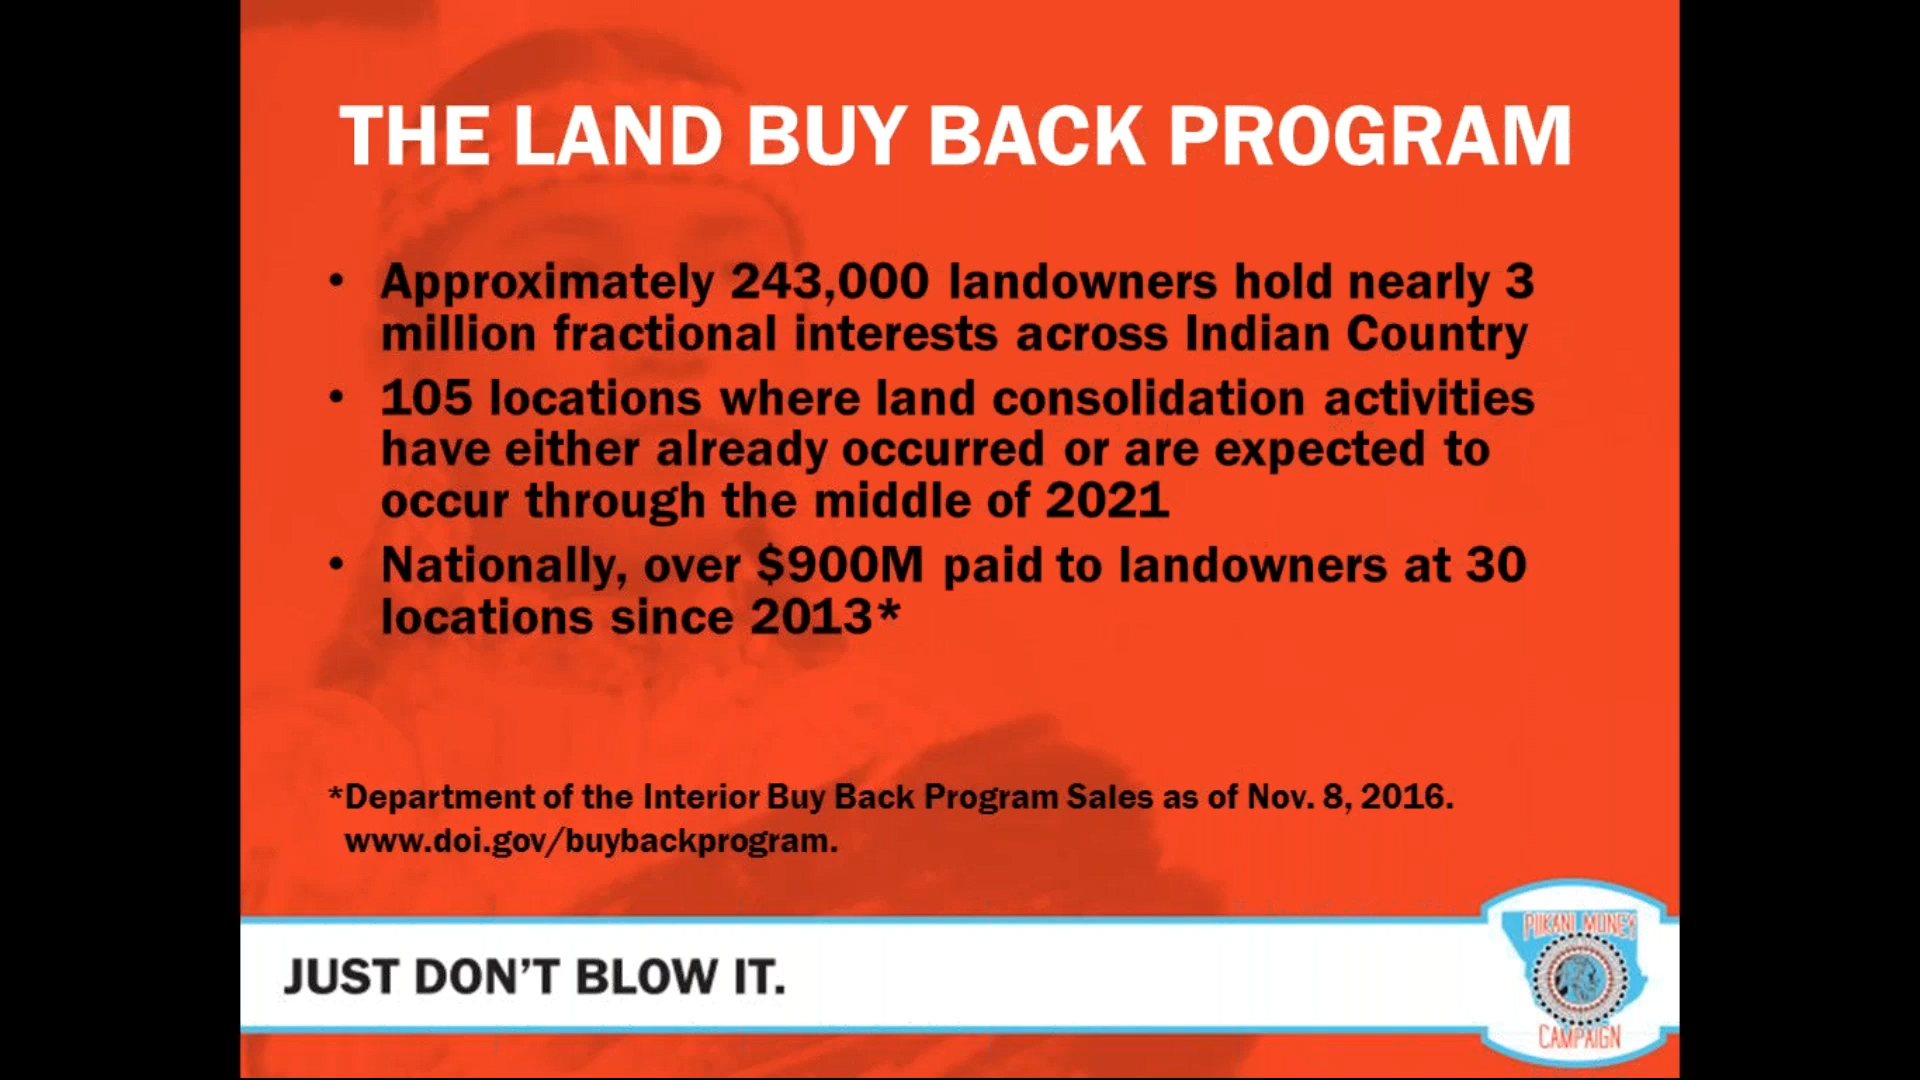 THE LAND BUY BACK PROGRAM
• Approximately 243,000 landowners hold nearly 3
million fractional interests across Indian Country
• 105 locations where land consolidation activities
have either already occurred or are expected to
occur through the middle of 2021
• Nationally, over $900M paid to landowners at 30
locations since 2013*
*Department of the Interior Buy Back Program Sales as of Nov. 8, 2016.
www.doi.gov/buybackprogram.
JUST DON'T BLOW IT.
PIIKANI MONEY
CAMPAIGN